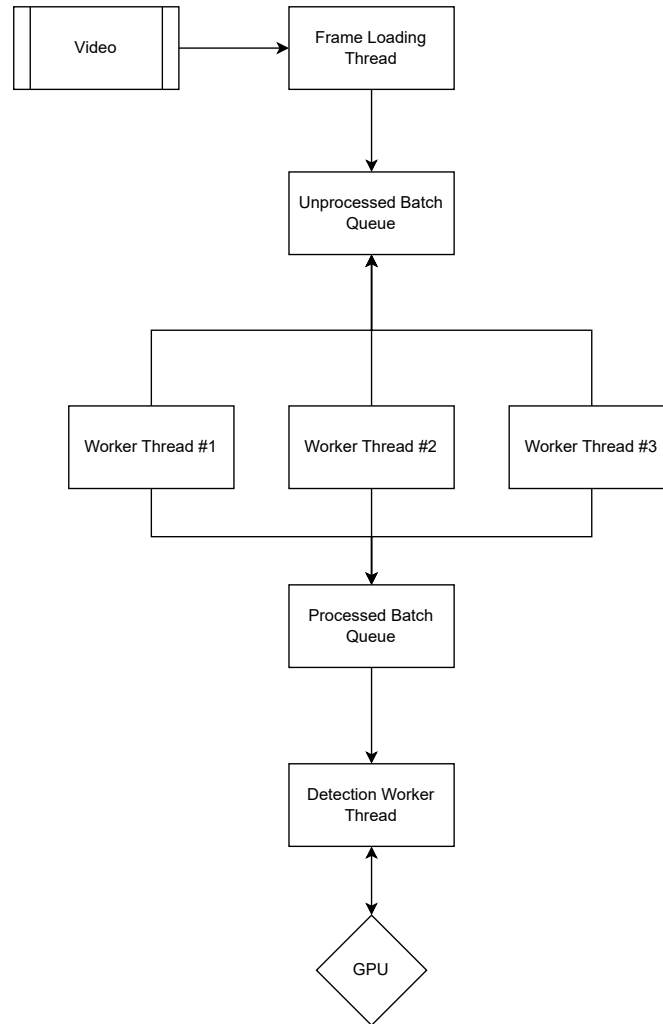 Video
Frame Loading
Thread
Unprocessed Batch
Queue
Worker Thread #1
Worker Thread #2
Worker Thread #3
Processed Batch
Queue
Detection Worker
Thread
GPU